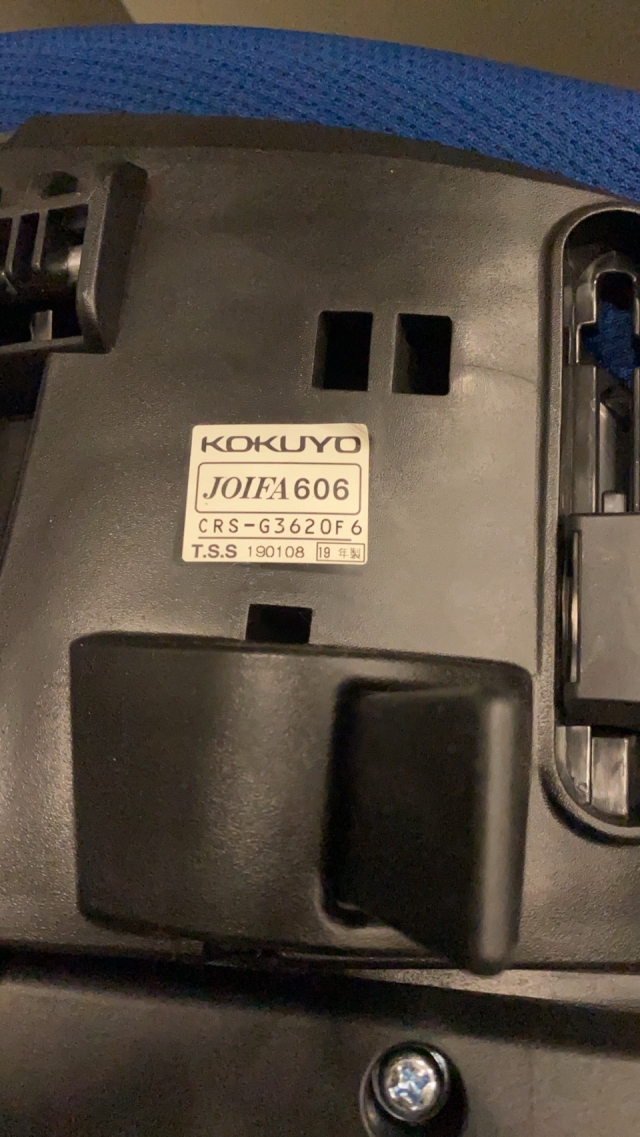 KOKUYO
JOIFA606
CRS-G3620F6
T.S.S 190108 19年製